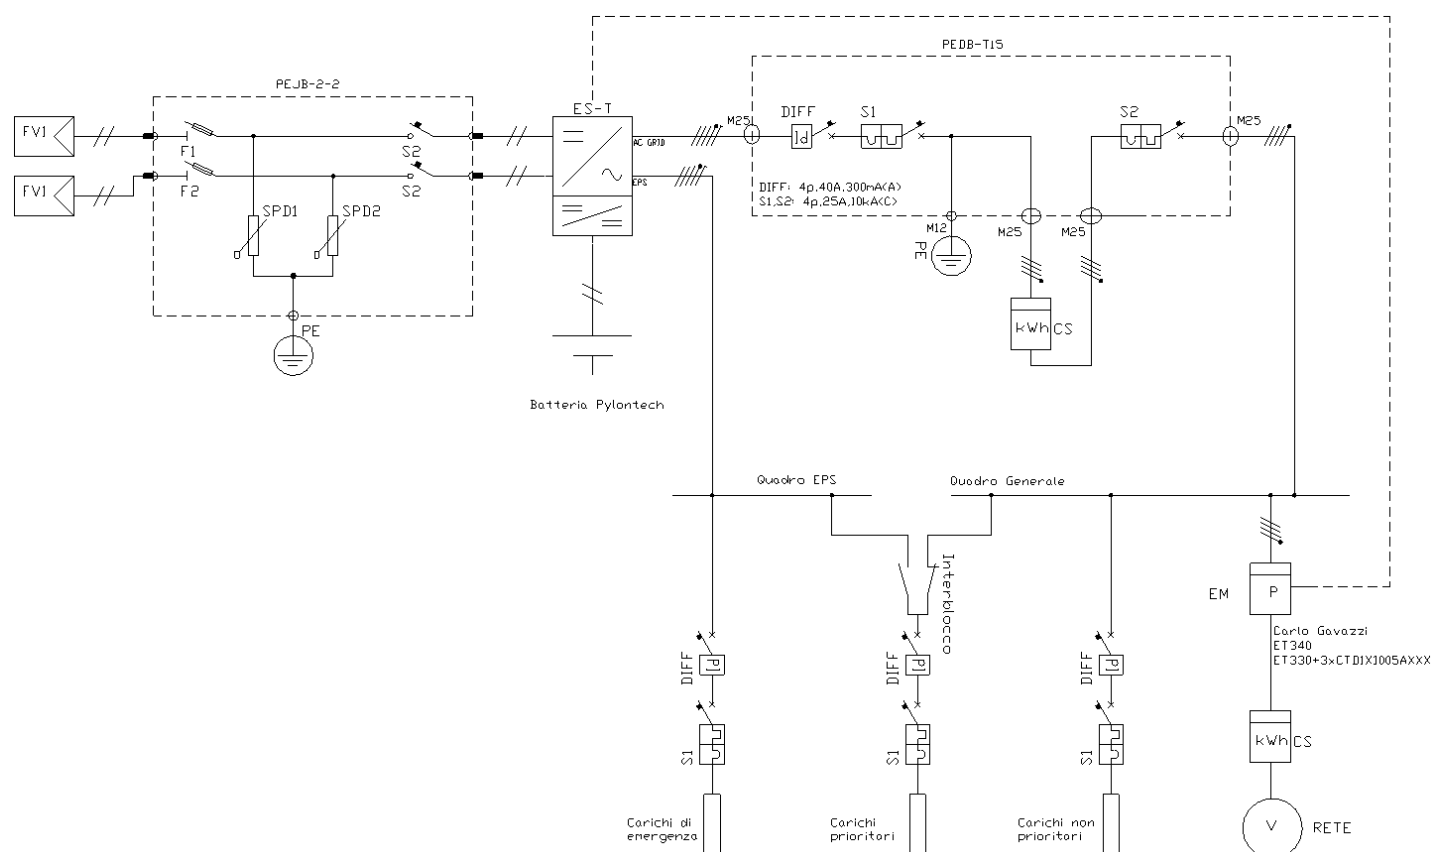 PEDB-T15
PEJB-2-2
ES-T
M25
DIFF
S1
S2
M25
FV1
AC GRID
F1
S2
FV1
EPS
F2
S2
DIFF: 4p,40A,300mA(A)
S1,S2: 4p,25A,10kA(C)
SPD1
SPD2
M12
M25
M25
PE
PE
kWh
CS
Batteria Pylontech
Quadro EPS
Quadro Generale
Interblocco
EM
P
Carlo Gavazzi
ET340
ET330+3xCTD1X1005AXXX
DIFF
DIFF
DIFF
S1
S1
S1
kWh
CS
Carichi di
emergenza
Carichi
prioritari
Carichi non
prioritari
V
RETE